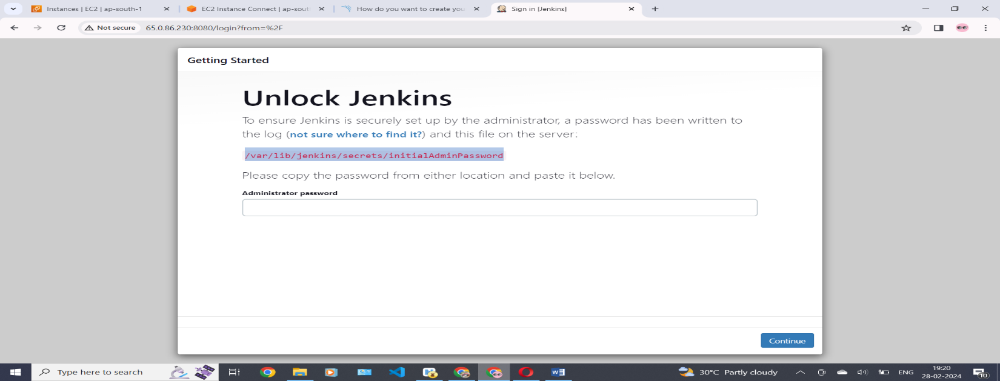 Instances | EC2 | ap-south-1
EC2 Instance Connect | ap-sout
How do you want to create you
Sign in [Jenkins]
Not secure
65.0.86.230:8080/login?from=%2F
Getting Started
Unlock Jenkins
To ensure Jenkins is securely set up by the administrator, a password has been written to
the log (not sure where to find it?) and this file on the server:
/var/lib/jenkins/secrets/initialAdminPassword
Please copy the password from either location and paste it below.
Administrator password
Continue
Type here to search
30°C Partly cloudy
ENG
19:20
28-02-2024
10